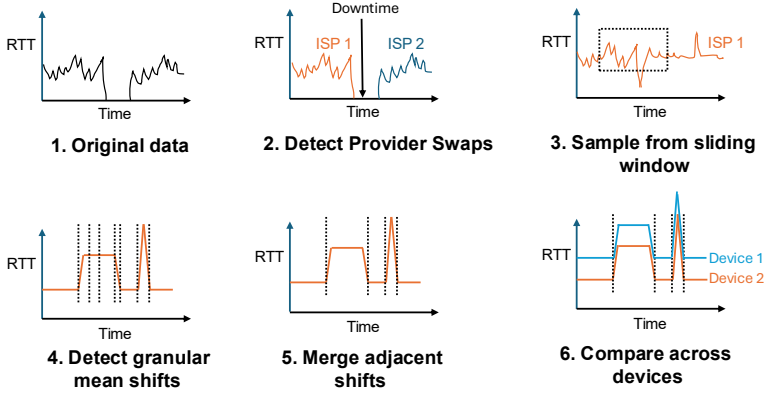 RTT
Time
1. Original data
Downtime
RTT
ISP 1
ISP 2
Time
2. Detect Provider Swaps
RTT
ISP 1
Time
3. Sample from sliding
window
RTT
Time
4. Detect granular
mean shifts
RTT
Time
5. Merge adjacent
shifts
RTT
Device 1
Device 2
Time
6. Compare across
devices